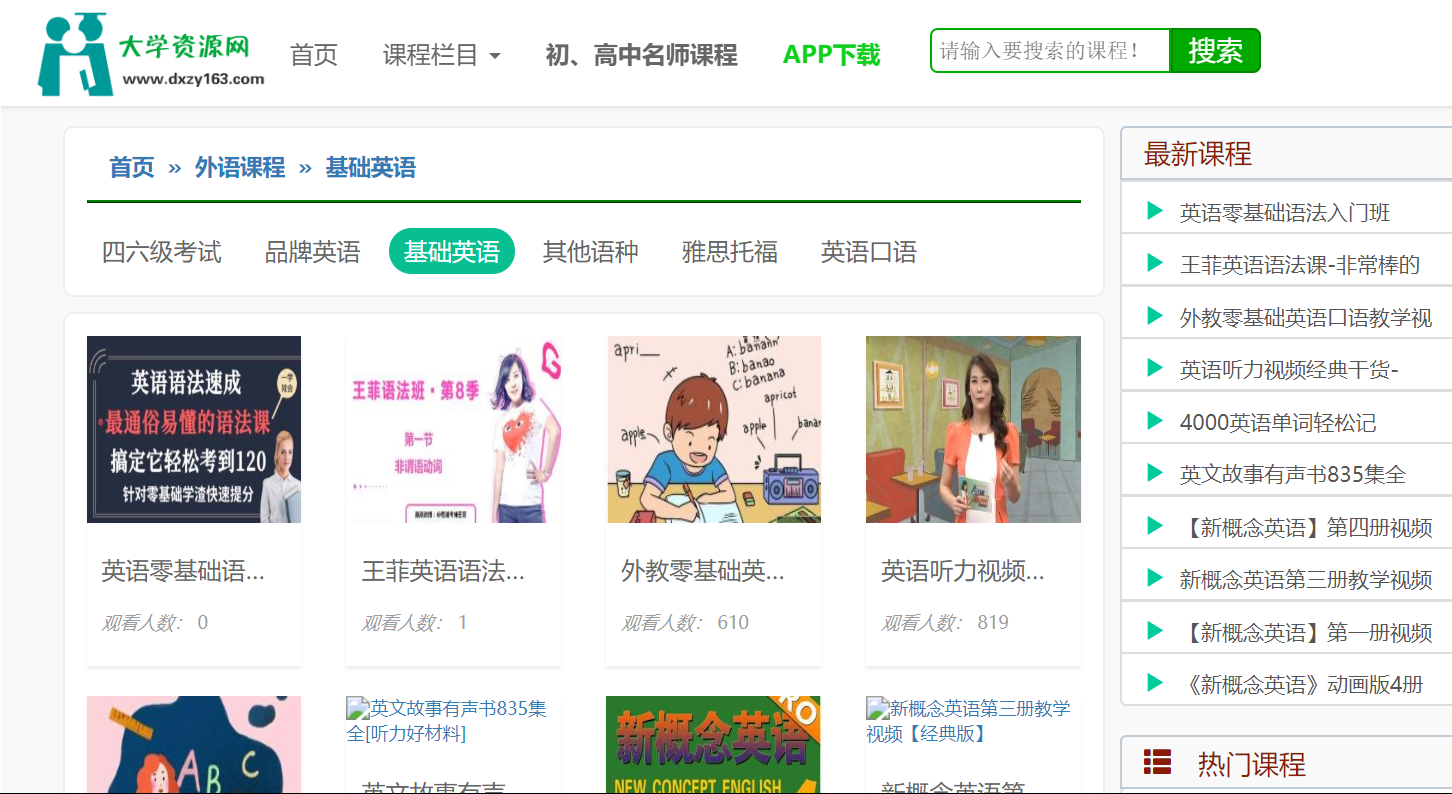 大学资源网
www.dxzy163.com
首页
课程栏目
初、高中名师课程
APP下载
请输入要搜索的课程!
搜索
首页 » 外语课程 » 基础英语
四六级考试 品牌英语 基础英语 其他语种 雅思托福 英语口语
英语语法速成
一学就会
·最通俗易懂的语法课
搞定它轻松考到120
针对零基础学渣快速提分
英语零基础语...
观看人数: 0
王菲语法班·第8季
第一节
非谓语动词
王菲英语语法...
观看人数: 1
apri__
A: banann
B: banao
C: banana
apricot
apple
apple
banan
外教零基础英...
观看人数: 610
英语听力视频...
观看人数: 819
A B C
英文故事有声书835集全[听力好材料]
英文故事有声
RO
新概念英语
NEW CONCEPT ENGLISH
新概念英语第三册教学视频【经典版】
新概念英语第
最新课程
英语零基础语法入门班
王菲英语语法课-非常棒的
外教零基础英语口语教学视
英语听力视频经典干货-
4000英语单词轻松记
英文故事有声书835集全
【新概念英语】第四册视频
新概念英语第三册教学视频
【新概念英语】第一册视频
《新概念英语》动画版4册
热门课程